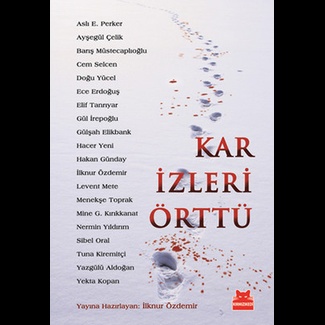 Aslı E. Perker
Ayşegül Çelik
Barış Müstecaplıoğlu
Cem Selcen
Doğu Yücel
Ece Erdoğuş
Elif Tanrıyar
Gül İrepoğlu
Gülşah Elikbank
Hacer Yeni
Hakan Günday
İlknur Özdemir
Levent Mete
Menekşe Toprak
Mine G. Kırıkkanat
Nermin Yıldırım
Sibel Oral
Tuna Kiremitçi
Yazgülü Aldoğan
Yekta Kopan
KAR
İZLERİ
ÖRTTÜ
Yayına Hazırlayan: İlknur Özdemir
KIRMIZIKEDİ